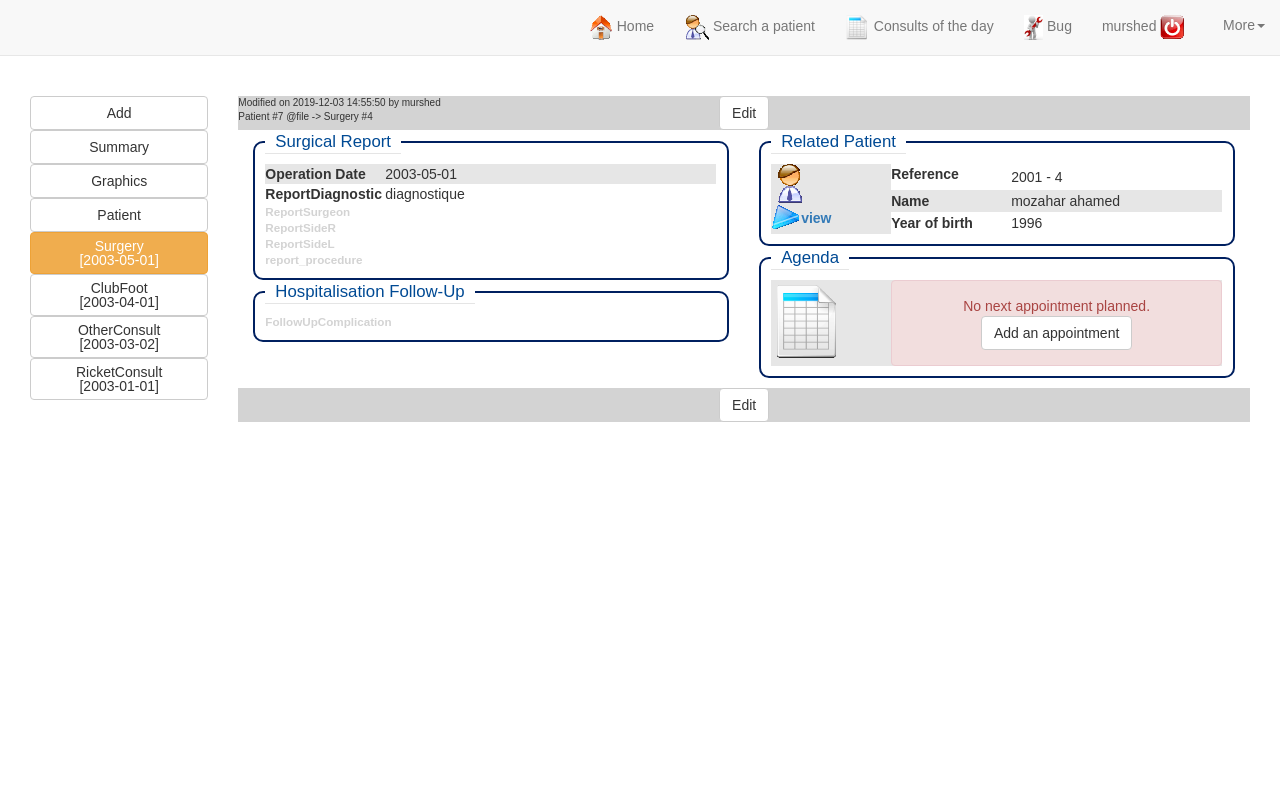 Home
Search a patient
Consults of the day
Bug
murshed
More
Add
Summary
Graphics
Patient
Surgery
[2003-05-01]
ClubFoot
[2003-04-01]
OtherConsult
[2003-03-02]
RicketConsult
[2003-01-01]
Modified on 2019-12-03 14:55:50 by murshed
Patient #7 @file -> Surgery #4
Edit
Surgical Report
Operation Date 2003-05-01
ReportDiagnostic diagnostique
ReportSurgeon
ReportSideR
ReportSideL
report_procedure
Hospitalisation Follow-Up
FollowUpComplication
Related Patient
view
Reference 2001 - 4
Name mozahar ahamed
Year of birth 1996
Agenda
No next appointment planned.
Add an appointment
Edit